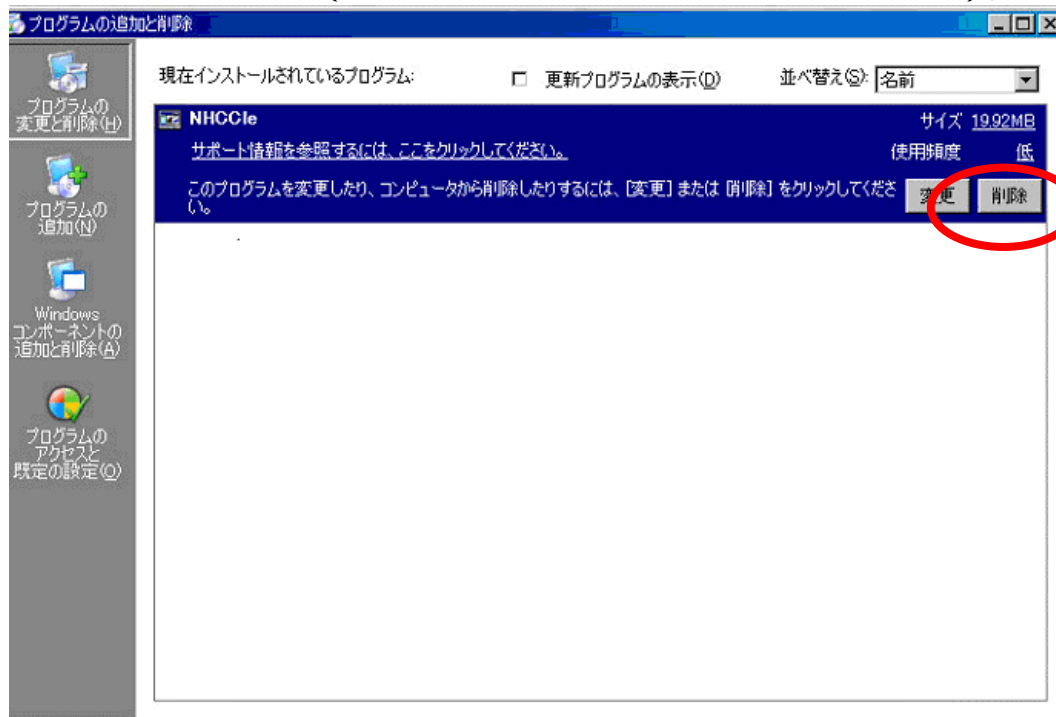 プログラムの追加と削除
プログラムの
変更と削除(H)
プログラムの
追加(N)
Windows
コンポーネントの
追加と削除(A)
プログラムの
アクセスと
既定の設定(O)
現在インストールされているプログラム:
更新プログラムの表示(D)
並べ替え(S):
名前
NHCCIe
サイズ 19.92MB
サポート情報を参照するには、ここをクリックしてください。
使用頻度 低
このプログラムを変更したり、コンピュータから削除したりするには、[変更] または [削除] をクリックしてくださ
い。
変更
削除